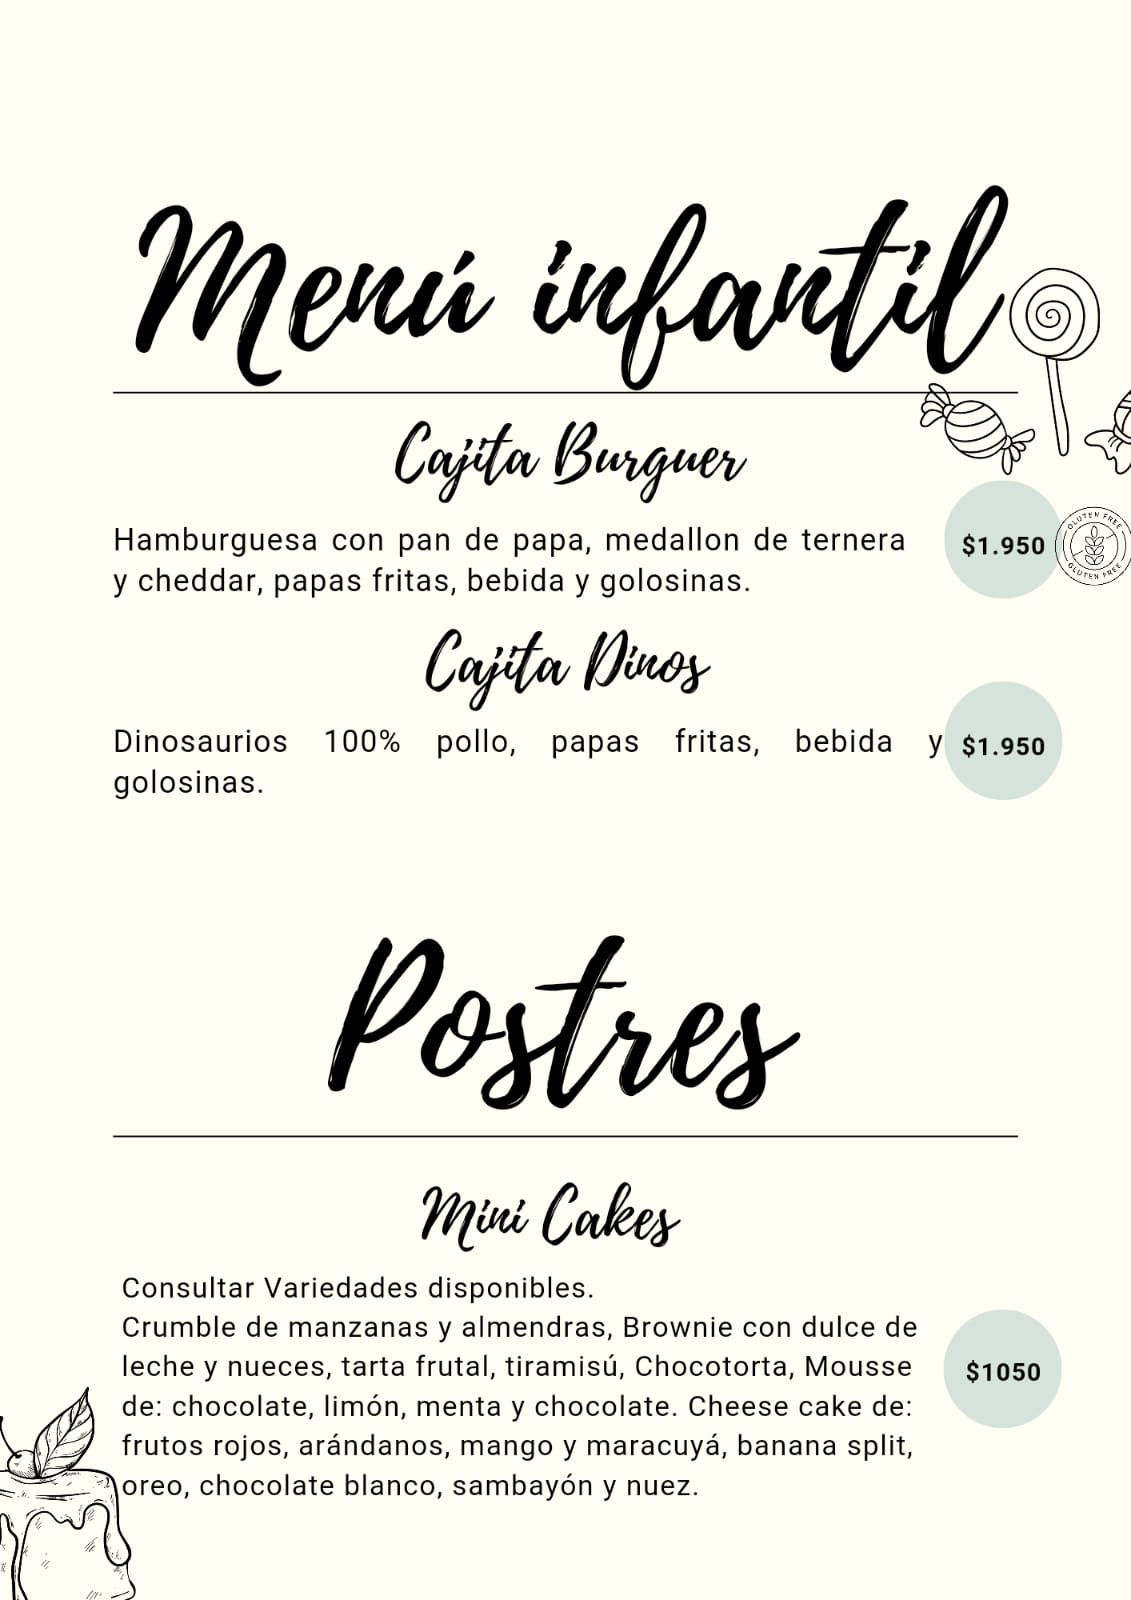 Menú infantil
Cajita Burguer
Hamburguesa con pan de papa, medallon de ternera
y cheddar, papas fritas, bebida y golosinas.
$1.950
GLUTEN FREE
GLUTEN FREE
Cajita Dinos
Dinosaurios 100% pollo, papas fritas, bebida y
golosinas.
$1.950
Postres
Mini Cakes
Consultar Variedades disponibles.
Crumble de manzanas y almendras, Brownie con dulce de
leche y nueces, tarta frutal, tiramisú, Chocotorta, Mousse
de: chocolate, limón, menta y chocolate. Cheese cake de:
frutos rojos, arándanos, mango y maracuyá, banana split,
oreo, chocolate blanco, sambayón y nuez.
$1050